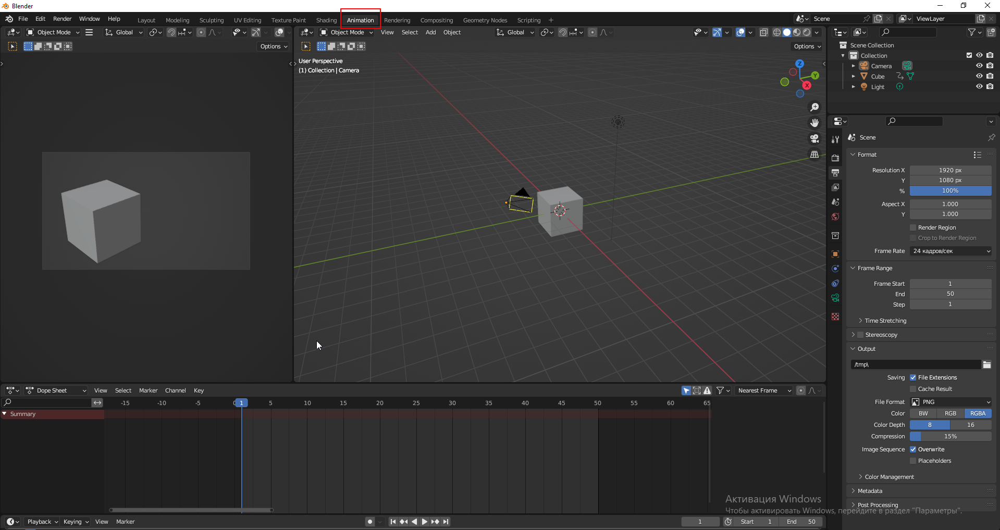 Blender
File Edit Render Window Help Layout Modeling Sculpting UV Editing Texture Paint Shading Animation Rendering Compositing Geometry Nodes Scripting + Scene ViewLayer
Object Mode Global Object Mode View Select Add Object Global
Options Options
User Perspective
(1) Collection | Camera
Z
Y
X
Scene Collection
Collection
Camera
Cube
Light
Scene
Format
Resolution X 1920 px
Y 1080 px
% 100%
Aspect X 1.000
Y 1.000
Render Region
Crop to Render Region
Frame Rate 24 кадров/сек
Frame Range
Frame Start 1
End 50
Step 1
Time Stretching
Stereoscopy
Output
/tmp\
Saving File Extensions
Cache Result
File Format PNG
Color BW RGB RGBA
Color Depth 8 16
Compression 15%
Image Sequence Overwrite
Placeholders
Color Management
Metadata
Post Processing
Dope Sheet View Select Marker Channel Key Nearest Frame
-15 -10 -5 0 1 5 10 15 20 25 30 35 40 45 50 55 60 65
Summary
Активация Windows
Чтобы активировать Windows, перейдите в раздел "Параметры".
Playback Keying View Marker 1 Start 1 End 50